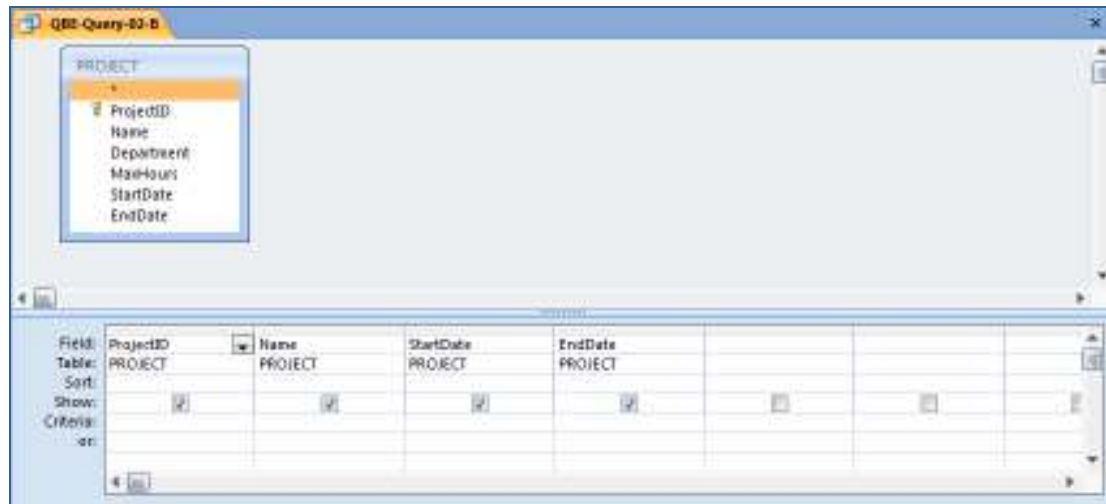 QBE-Query-02-B
PROJECT
*
ProjectID
Name
Department
MaxHours
StartDate
EndDate
Field: ProjectID Name StartDate EndDate
Table: PROJECT PROJECT PROJECT PROJECT
Sort:
Show:
Criteria:
or: